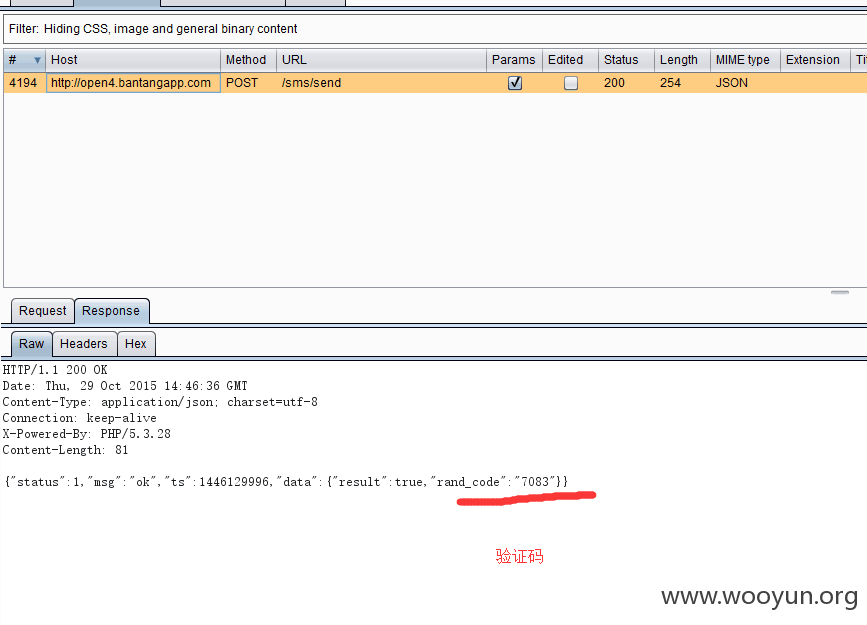 Filter: Hiding CSS, image and general binary content
# Host Method URL Params Edited Status Length MIME type Extension Ti
4194 http://open4.bantangapp.com POST /sms/send 200 254 JSON
Request Response
Raw Headers Hex
HTTP/1.1 200 OK
Date: Thu, 29 Oct 2015 14:46:36 GMT
Content-Type: application/json; charset=utf-8
Connection: keep-alive
X-Powered-By: PHP/5.3.28
Content-Length: 81
{"status":1,"msg":"ok","ts":1446129996,"data":{"result":true,"rand_code":"7083"}}
验证码
www.wooyun.org